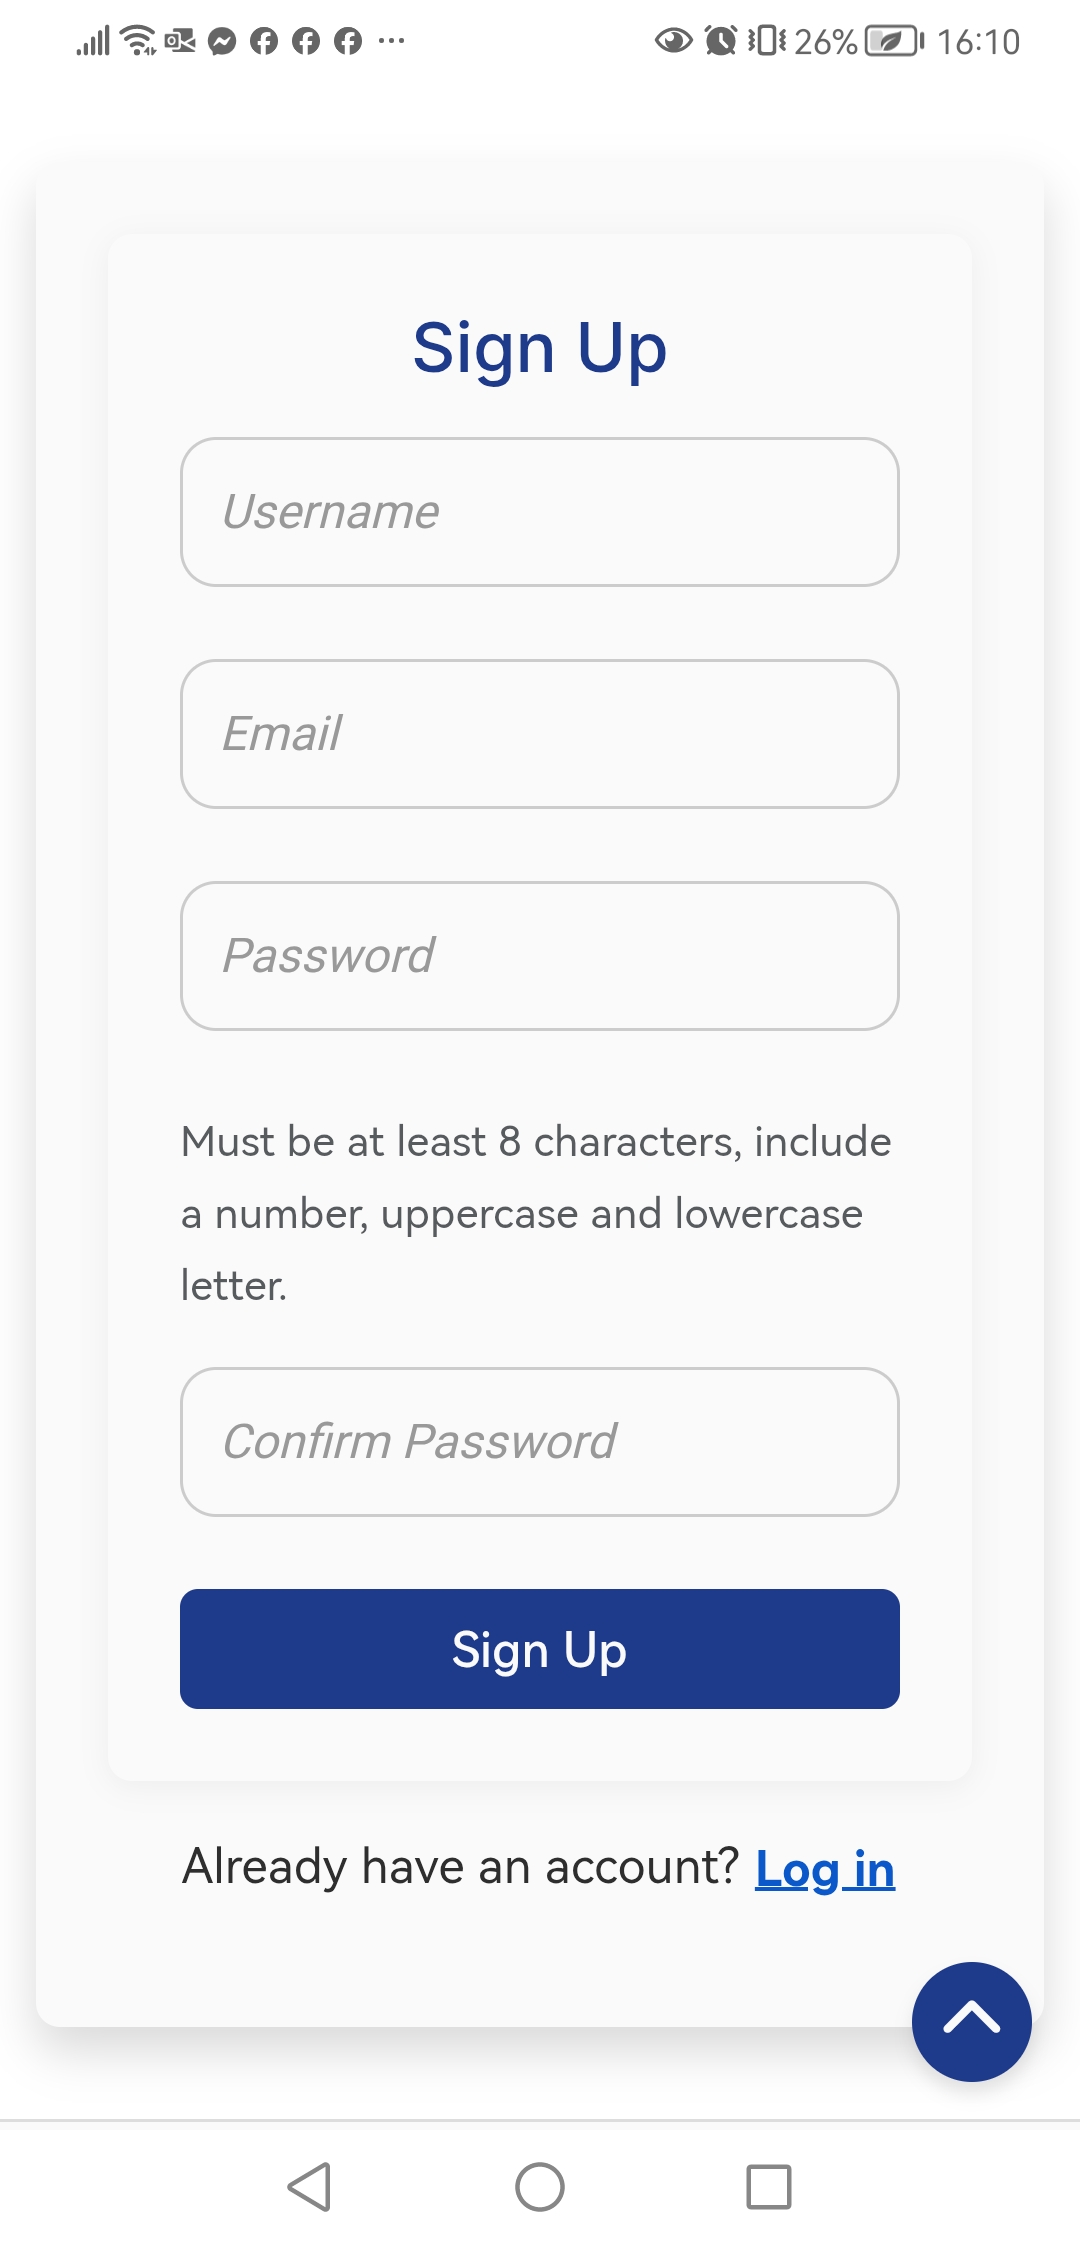 26% 16:10
Sign Up
Username
Email
Password
Must be at least 8 characters, include
a number, uppercase and lowercase
letter.
Confirm Password
Sign Up
Already have an account? Log in